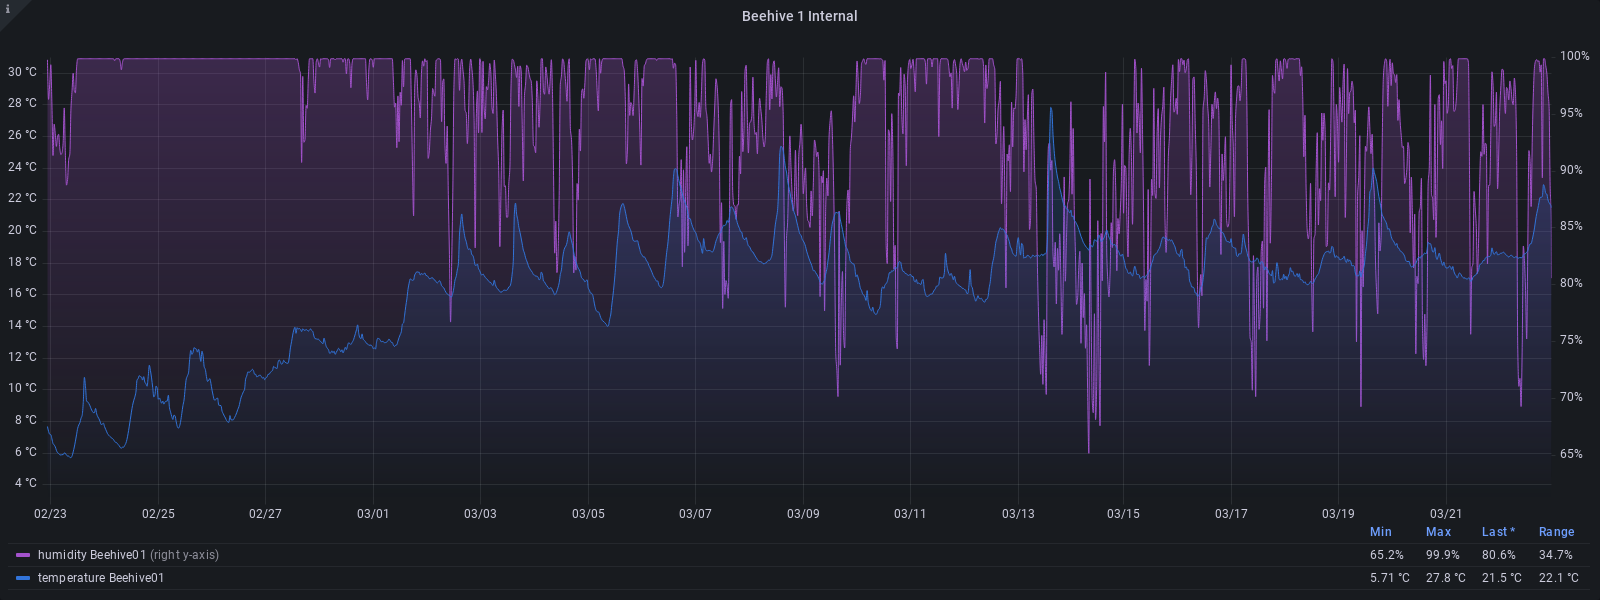 i
Beehive 1 Internal
30 °C
28 °C
26 °C
24 °C
22 °C
20 °C
18 °C
16 °C
14 °C
12 °C
10 °C
8 °C
6 °C
4 °C
100%
95%
90%
85%
80%
75%
70%
65%
02/23 02/25 02/27 03/01 03/03 03/05 03/07 03/09 03/11 03/13 03/15 03/17 03/19 03/21
Min Max Last * Range
humidity Beehive01 (right y-axis) 65.2% 99.9% 80.6% 34.7%
temperature Beehive01 5.71 °C 27.8 °C 21.5 °C 22.1 °C